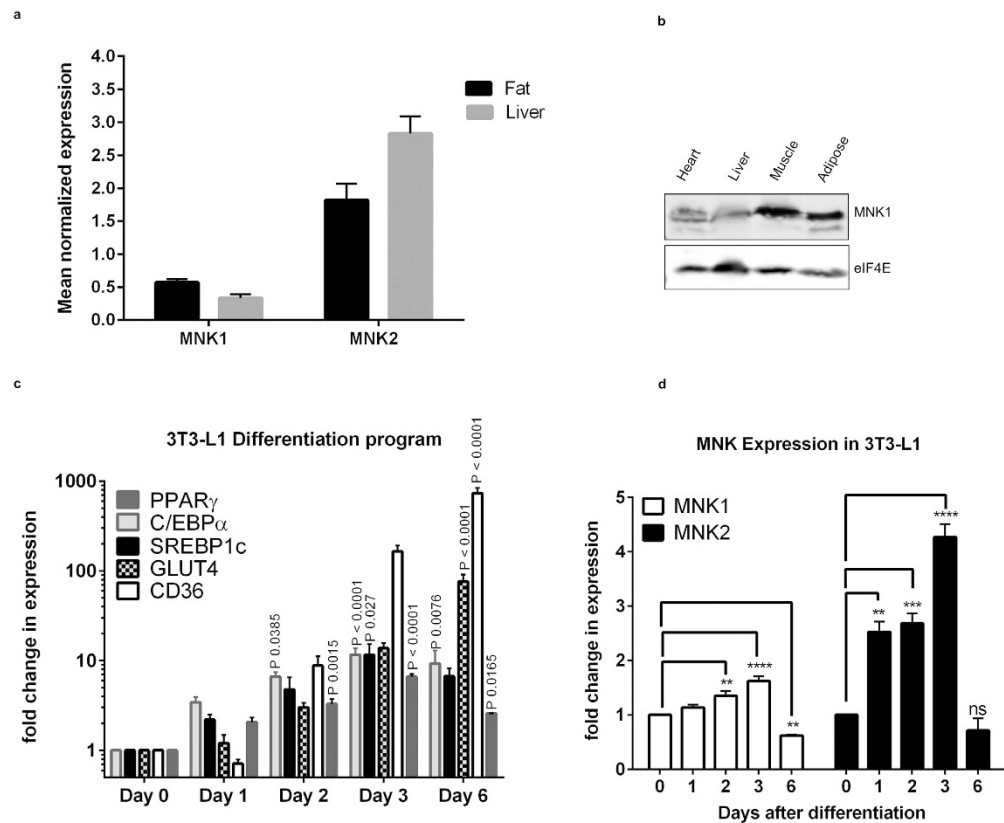 a
Mean normalized expression
4.0
3.5
3.0
2.5
2.0
1.5
1.0
0.5
0.0
MNK1
MNK2
Fat
Liver
b
Heart
Liver
Muscle
Adipose
MNK1
eIF4E
c
3T3-L1 Differentiation program
fold change in expression
1000
100
10
1
PPARγ
C/EBPα
SREBP1c
GLUT4
CD36
P 0.0385
P 0.0015
P < 0.0001
P 0.027
P < 0.0001
P 0.0076
P < 0.0001
P < 0.0001
P 0.0165
Day 0
Day 1
Day 2
Day 3
Day 6
d
MNK Expression in 3T3-L1
fold change in expression
5
4
3
2
1
0
MNK1
MNK2
**
****
**
**
***
****
ns
0 1 2 3 6 0 1 2 3 6
Days after differentiation